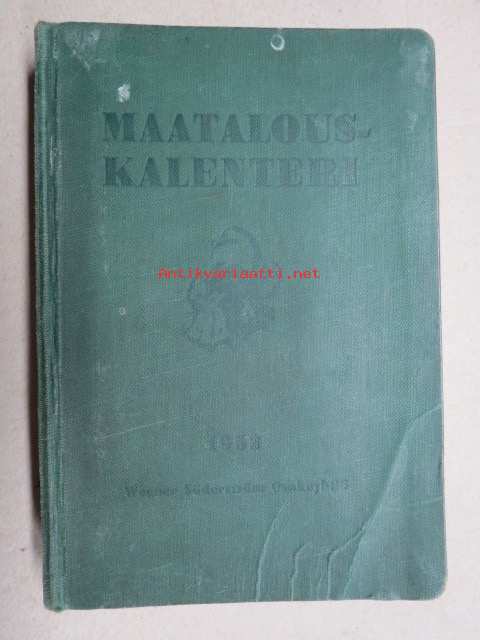 MAATALOUS-
KALENTERI
Antikvariaatti.net
Werner Söderström Osakeyhtiö